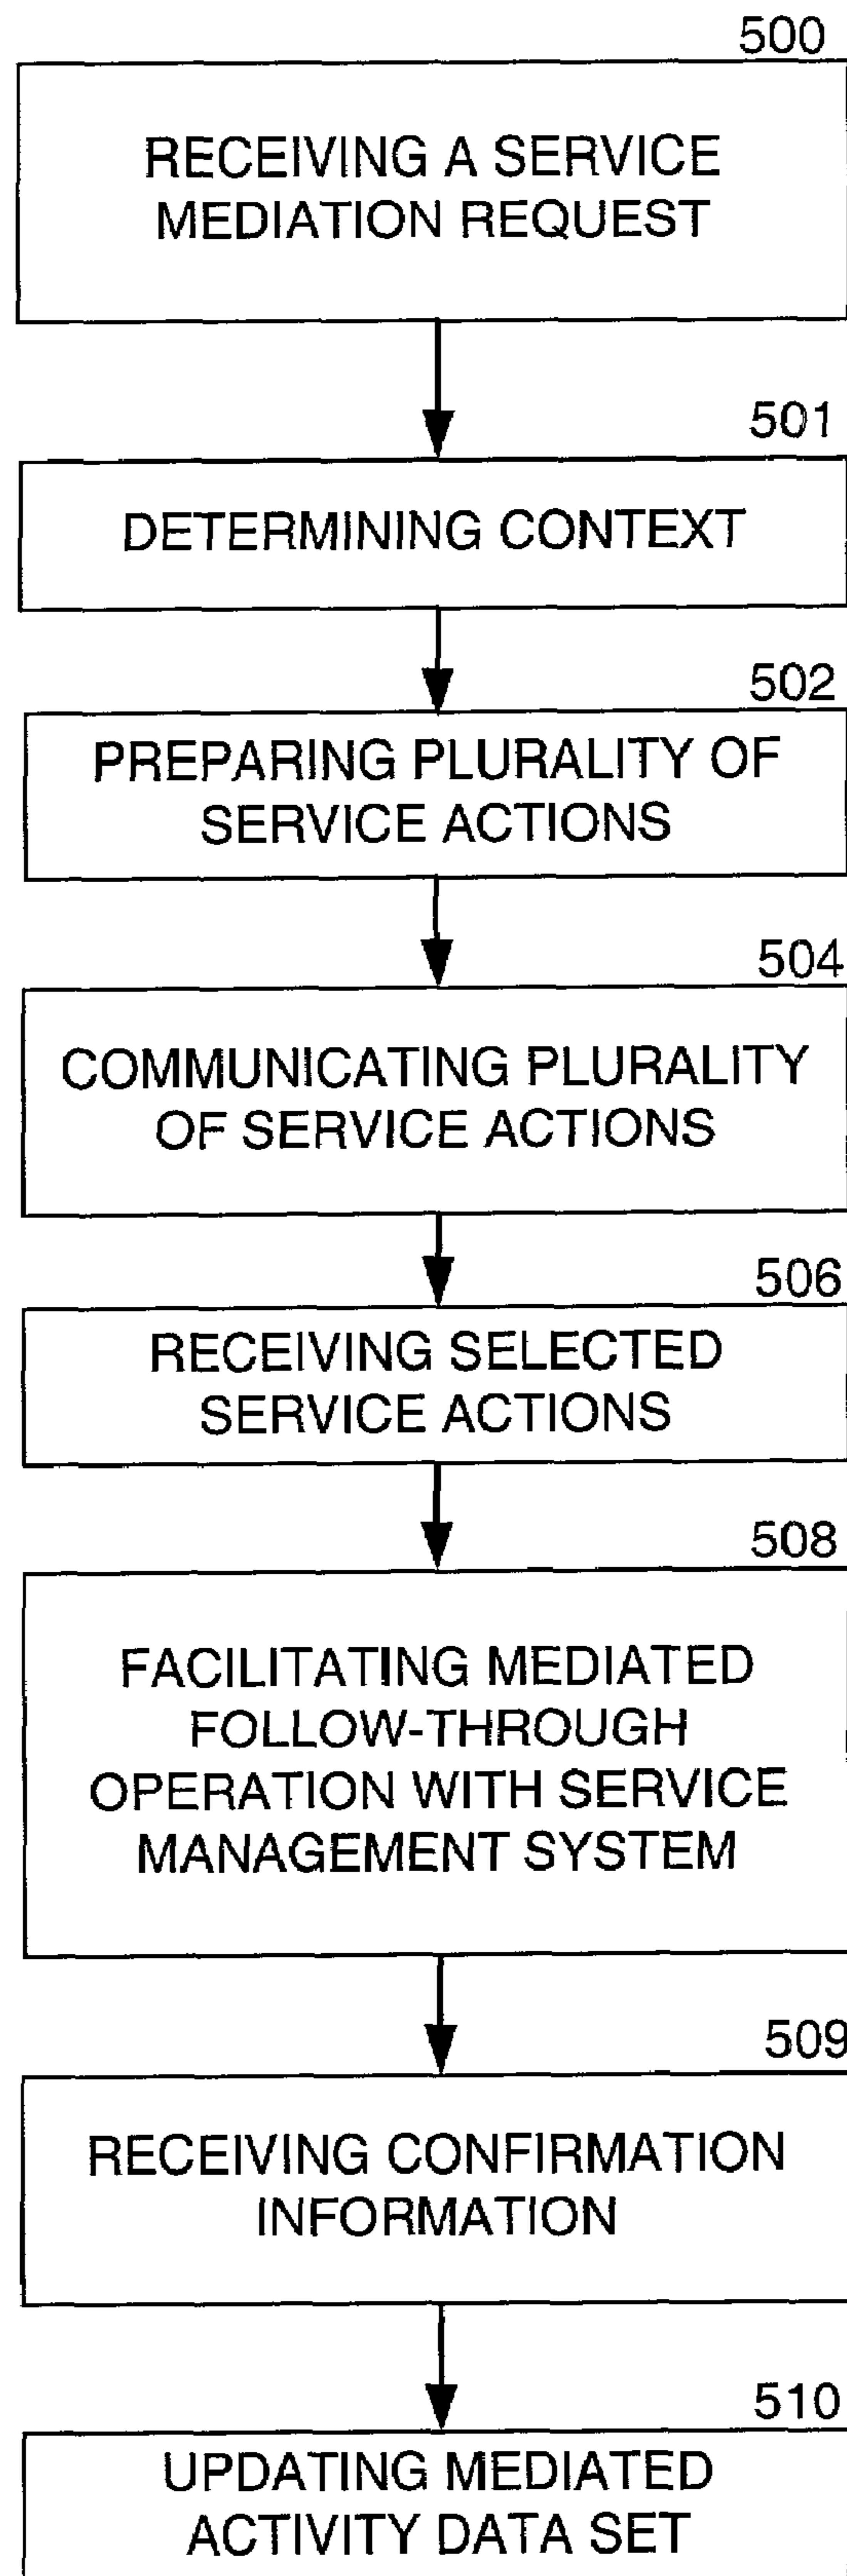 500
RECEIVING A SERVICE
MEDIATION REQUEST
501
DETERMINING CONTEXT
502
PREPARING PLURALITY OF
SERVICE ACTIONS
504
COMMUNICATING PLURALITY
OF SERVICE ACTIONS
506
RECEIVING SELECTED
SERVICE ACTIONS
508
FACILITATING MEDIATED
FOLLOW-THROUGH
OPERATION WITH SERVICE
MANAGEMENT SYSTEM
509
RECEIVING CONFIRMATION
INFORMATION
510
UPDATING MEDIATED
ACTIVITY DATA SET